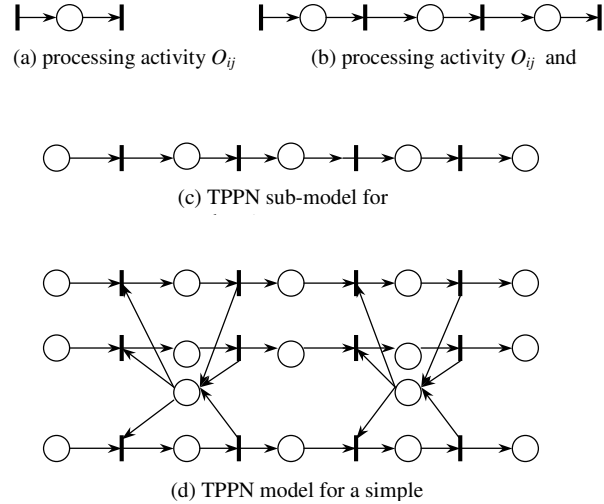 (a) processing activity Oij
(b) processing activity Oij and
(c) TPPN sub-model for
(d) TPPN model for a simple